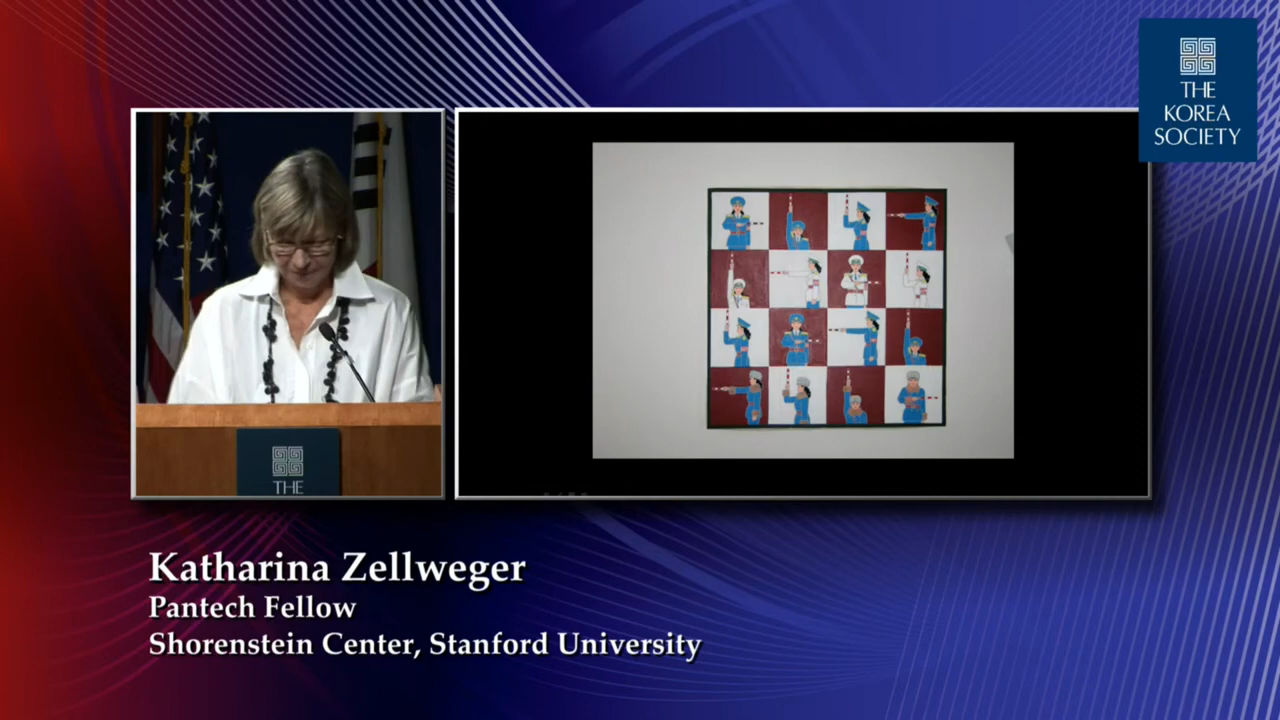 THE
KOREA
SOCIETY
THE
Katharina Zellweger
Pantech Fellow
Shorenstein Center, Stanford University